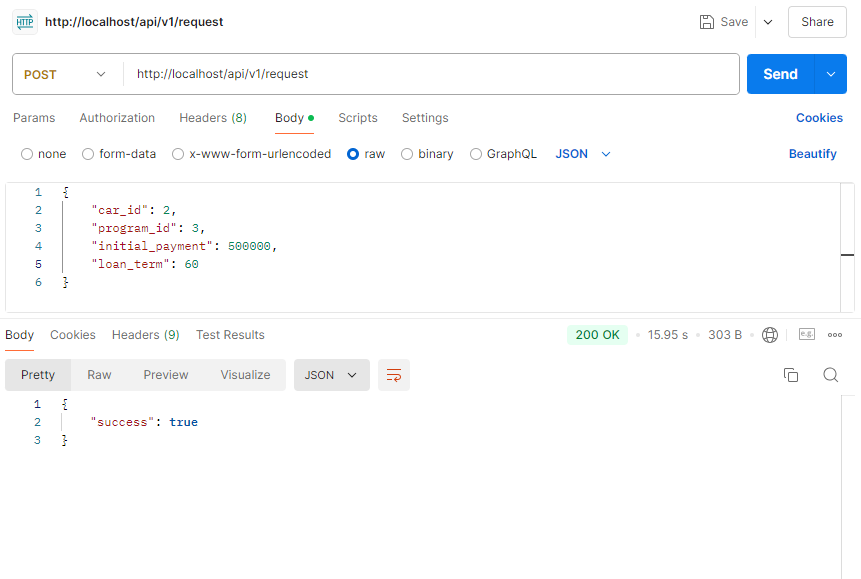 HTTP http://localhost/api/v1/request Save Share
POST http://localhost/api/v1/request Send
Params Authorization Headers (8) Body Scripts Settings Cookies
none form-data x-www-form-urlencoded raw binary GraphQL JSON Beautify
1 {
2 "car_id": 2,
3 "program_id": 3,
4 "initial_payment": 500000,
5 "loan_term": 60
6 }
Body Cookies Headers (9) Test Results 200 OK 15.95 s 303 B e.g.
Pretty Raw Preview Visualize JSON
1 {
2 "success": true
3 }